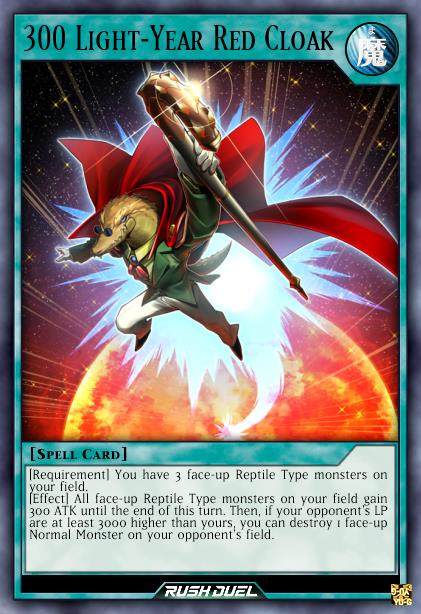 300 Light-Year Red Cloak
ま
魔
[Spell Card]
[Requirement] You have 3 face-up Reptile Type monsters on
your field.
[Effect] All face-up Reptile Type monsters on your field gain
300 ATK until the end of this turn. Then, if your opponent's LP
are at least 3000 higher than yours, you can destroy 1 face-up
Normal Monster on your opponent's field.
RUSH DUEL